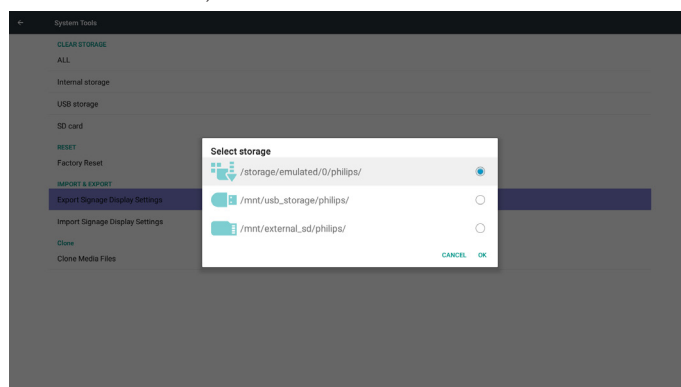 System Tools
CLEAR STORAGE
ALL
Internal storage
USB storage
SD card
RESET
Factory Reset
IMPORT & EXPORT
Export Signage Display Settings
Import Signage Display Settings
Clone
Clone Media Files
Select storage
/storage/emulated/0/philips/
/mnt/usb_storage/philips/
/mnt/external_sd/philips/
CANCEL OK